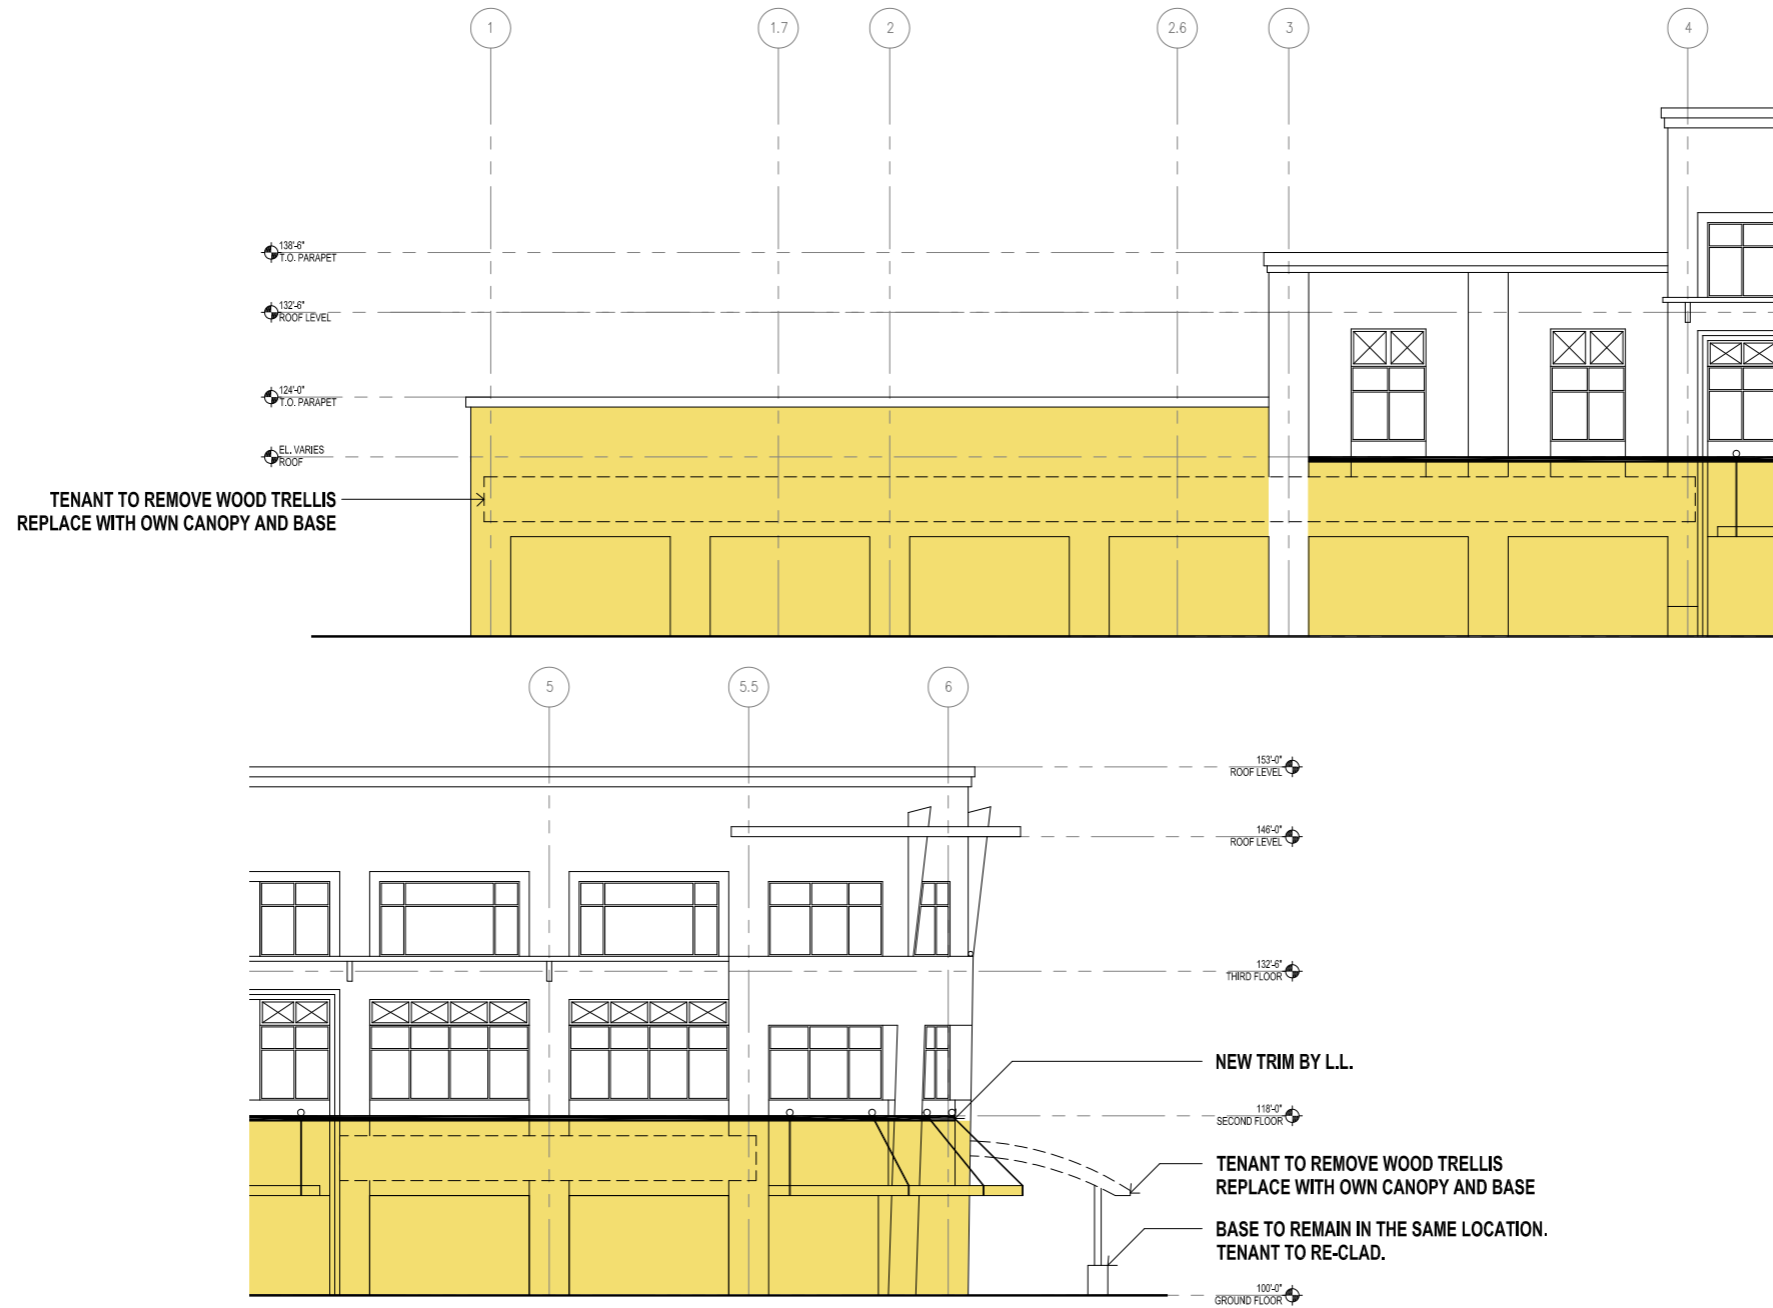 1
1.7
2
2.6
3
4
138'-6"
T.O. PARAPET
132'-6"
ROOF LEVEL
124'-0"
T.O. PARAPET
EL. VARIES
ROOF
TENANT TO REMOVE WOOD TRELLIS
REPLACE WITH OWN CANOPY AND BASE
5
5.5
6
153'-0"
ROOF LEVEL
146'-0"
ROOF LEVEL
132'-6"
THIRD FLOOR
NEW TRIM BY L.L.
118'-0"
SECOND FLOOR
TENANT TO REMOVE WOOD TRELLIS
REPLACE WITH OWN CANOPY AND BASE
BASE TO REMAIN IN THE SAME LOCATION.
TENANT TO RE-CLAD.
100'-0"
GROUND FLOOR